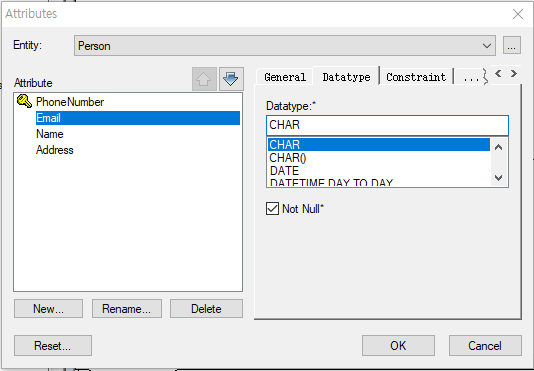 Attributes
Entity:
Person
...
Attribute
PhoneNumber
Email
Name
Address
New...
Rename...
Delete
Reset...
General
Datatype
Constraint
...
Datatype:*
CHAR
CHAR
CHAR()
DATE
DATETIME DAY TO DAY
Not Null*
OK
Cancel